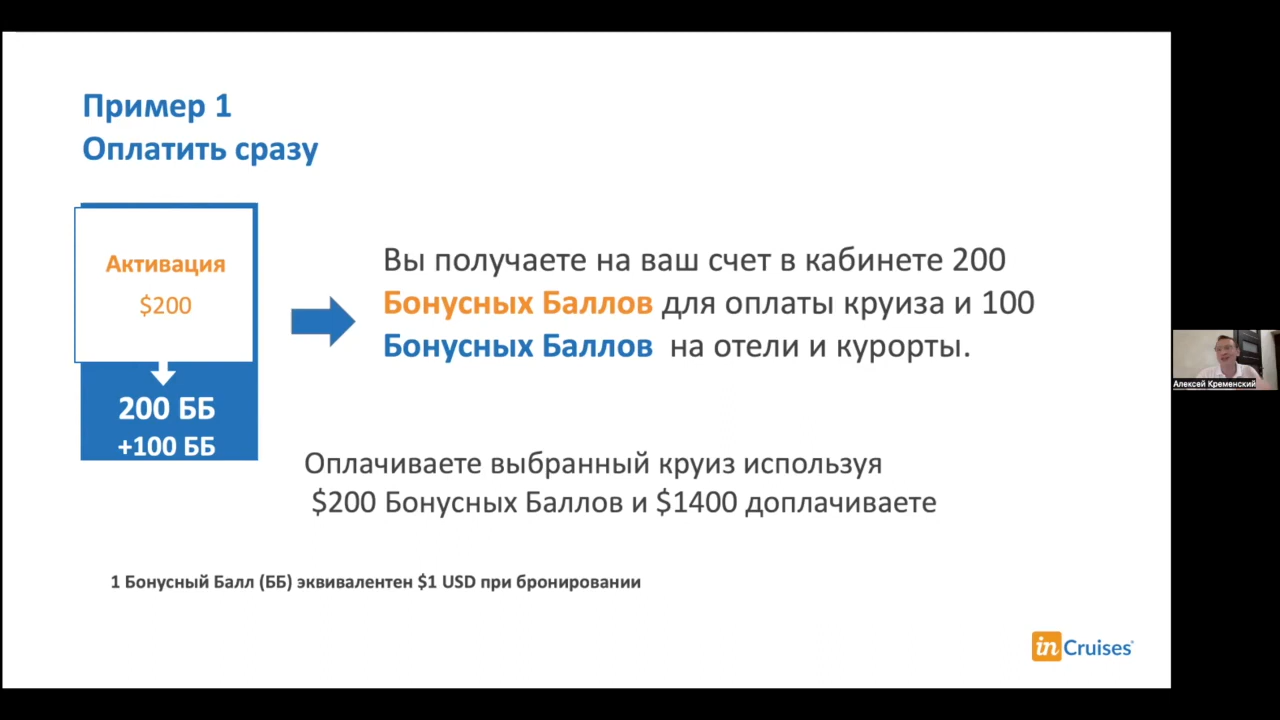 Пример 1
Оплатить сразу
Активация
$200
200 ББ
+100 ББ
Вы получаете на ваш счет в кабинете 200
Бонусных Баллов для оплаты круиза и 100
Бонусных Баллов на отели и курорты.
Оплачиваете выбранный круиз используя
$200 Бонусных Баллов и $1400 доплачиваете
1 Бонусный Балл (ББ) эквивалентен $1 USD при бронировании
in Cruises®
Алексей Кременский